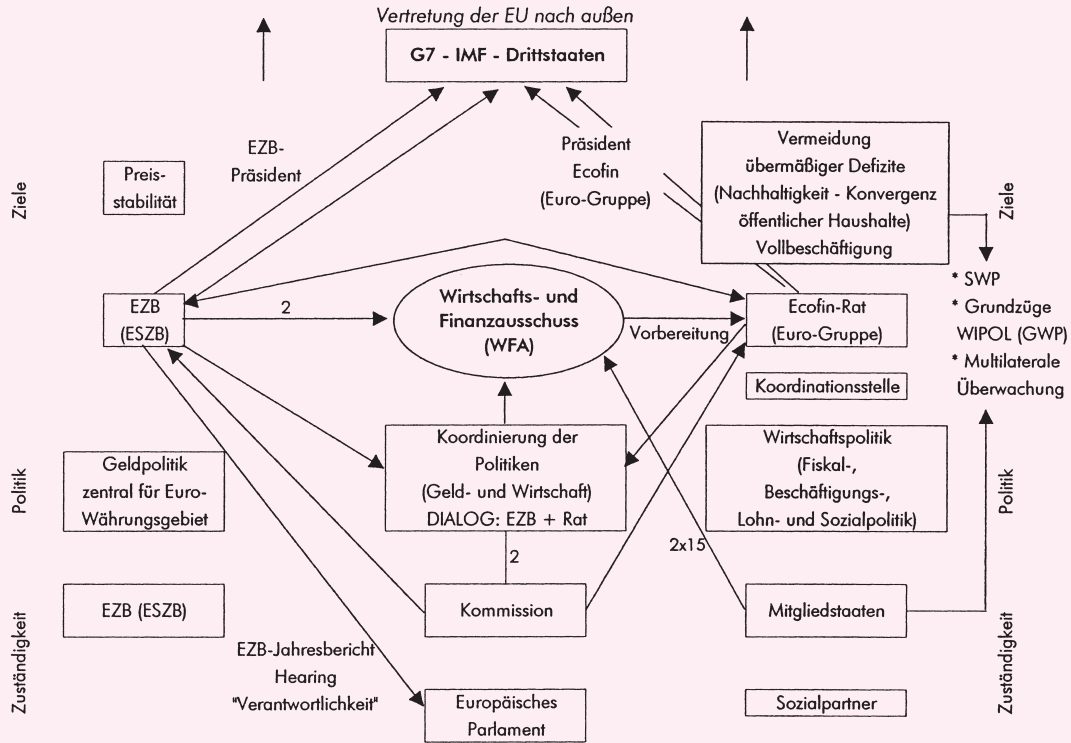 Vertretung der EU nach außen
G7 - IMF - Drittstaaten
EZB-
Präsident
Präsident
Ecofin
(Euro-Gruppe)
Vermeidung
übermäßiger Defizite
(Nachhaltigkeit - Konvergenz
öffentlicher Haushalte)
Vollbeschäftigung
Ziele
Preis-
stabilität
Ziele
EZB
(ESZB)
2
Wirtschafts- und
Finanzausschuss
(WFA)
Vorbereitung
Ecofin-Rat
(Euro-Gruppe)
* SWP
* Grundzüge
WIPOL (GWP)
* Multilaterale
Überwachung
Koordinationsstelle
Politik
Geldpolitik
zentral für Euro-
Währungsgebiet
Koordinierung der
Politiken
(Geld- und Wirtschaft)
DIALOG: EZB + Rat
Wirtschaftspolitik
(Fiskal-,
Beschäftigungs-,
Lohn- und Sozialpolitik)
Politik
2
2x15
Zuständigkeit
EZB (ESZB)
Kommission
Mitgliedstaaten
Zuständigkeit
EZB-Jahresbericht
Hearing
"Verantwortlichkeit"
Europäisches
Parlament
Sozialpartner